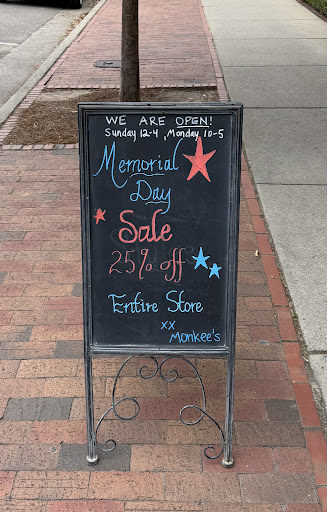 WE ARE OPEN!
Sunday 12-4, Monday 10-5
Memorial
Day
Sale
25% off
Entire Store
xx
Monkee's